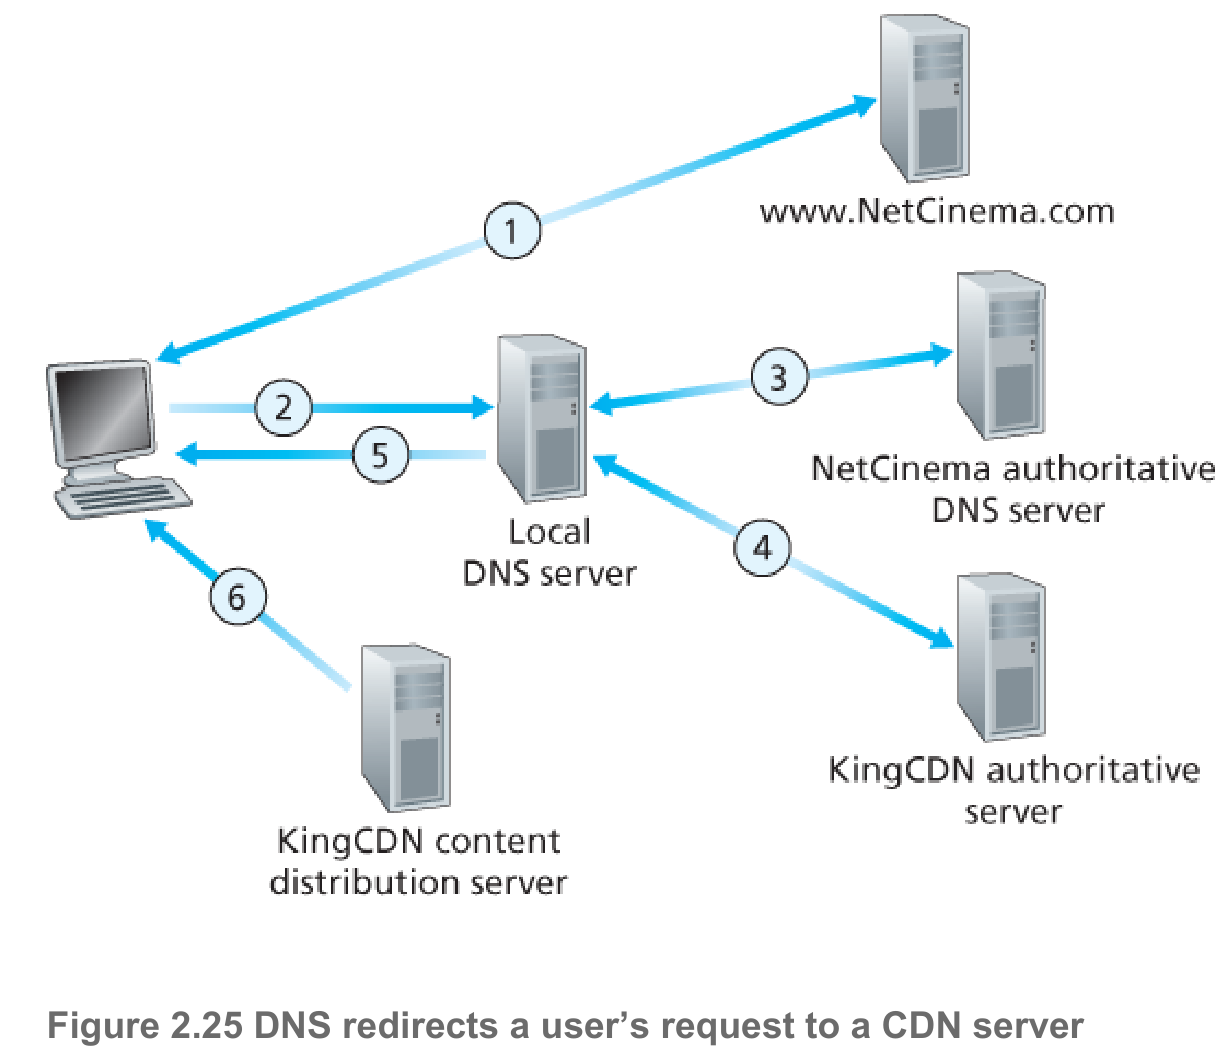 www.NetCinema.com
1
2
3
5
NetCinema authoritative
DNS server
Local
DNS server
4
6
KingCDN authoritative
server
KingCDN content
distribution server
Figure 2.25 DNS redirects a user’s request to a CDN server